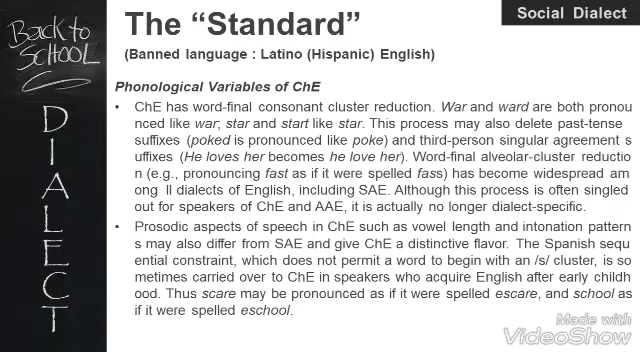 Back to
SCHOOL
DIALECT
Social Dialect
The “Standard”
(Banned language : Latino (Hispanic) English)
Phonological Variables of ChE
• ChE has word-final consonant cluster reduction. War and ward are both pronou
nced like war; star and start like star. This process may also delete past-tense
suffixes (poked is pronounced like poke) and third-person singular agreement s
uffixes (He loves her becomes he love her). Word-final alveolar-cluster reductio
n (e.g., pronouncing fast as if it were spelled fass) has become widespread am
ong ll dialects of English, including SAE. Although this process is often singled
out for speakers of ChE and AAE, it is actually no longer dialect-specific.
• Prosodic aspects of speech in ChE such as vowel length and intonation pattern
s may also differ from SAE and give ChE a distinctive flavor. The Spanish sequ
ential constraint, which does not permit a word to begin with an /s/ cluster, is so
metimes carried over to ChE in speakers who acquire English after early childh
ood. Thus scare may be pronounced as if it were spelled escare, and school as
if it were spelled eschool.
Made with
VideoShow